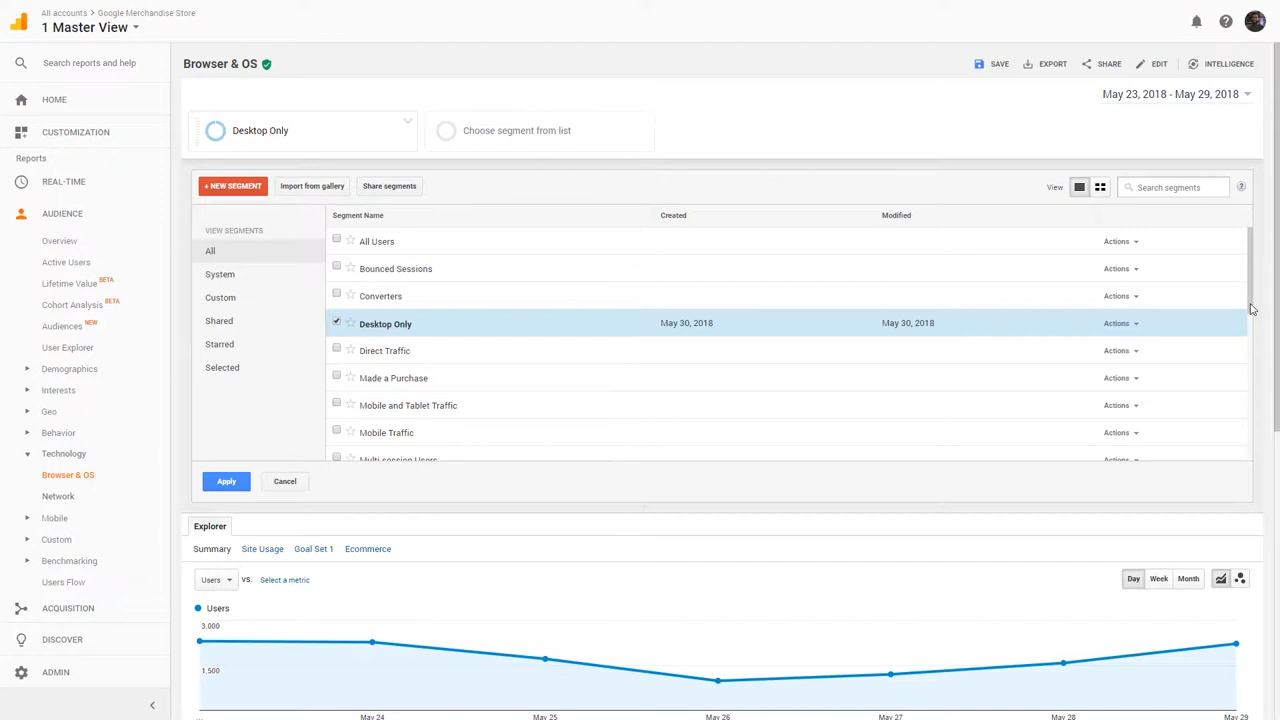 All accounts > Google Merchandise Store
1 Master View
Search reports and help
HOME
CUSTOMIZATION
Reports
REAL-TIME
AUDIENCE
Overview
Active Users
Lifetime Value BETA
Cohort Analysis BETA
Audiences NEW
User Explorer
Demographics
Interests
Geo
Behavior
Technology
Browser & OS
Network
Mobile
Custom
Benchmarking
Users Flow
ACQUISITION
DISCOVER
ADMIN
Browser & OS
SAVE EXPORT SHARE EDIT INTELLIGENCE
May 23, 2018 - May 29, 2018
Desktop Only
Choose segment from list
+ NEW SEGMENT Import from gallery Share segments View Search segments ?
VIEW SEGMENTS
All
System
Custom
Shared
Starred
Selected
Segment Name Created Modified
All Users Actions
Bounced Sessions Actions
Converters Actions
Desktop Only May 30, 2018 May 30, 2018 Actions
Direct Traffic Actions
Made a Purchase Actions
Mobile and Tablet Traffic Actions
Mobile Traffic Actions
Multi-session Users Actions
Apply Cancel
Explorer
Summary Site Usage Goal Set 1 Ecommerce
Users VS. Select a metric Day Week Month
Users
3,000
1,500
... May 24 May 25 May 26 May 27 May 28 May 29